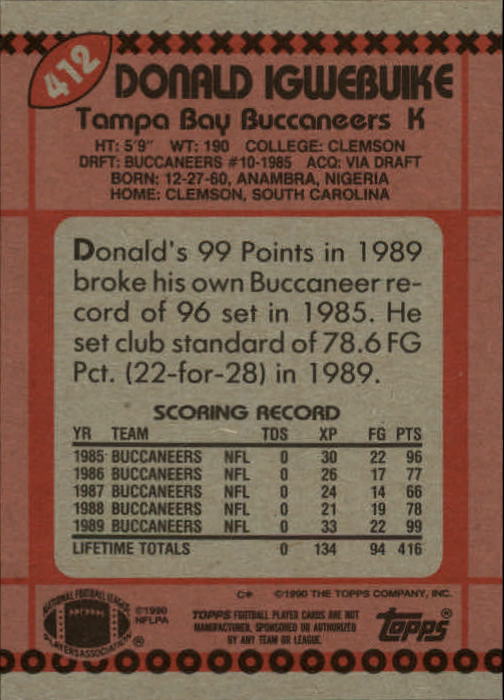 412
DONALD IGWEBUIKE
Tampa Bay Buccaneers K
HT: 5'9" WT: 190 COLLEGE: CLEMSON
DRFT: BUCCANEERS #10-1985 ACQ: VIA DRAFT
BORN: 12-27-60, ANAMBRA, NIGERIA
HOME: CLEMSON, SOUTH CAROLINA
Donald's 99 Points in 1989
broke his own Buccaneer re-
cord of 96 set in 1985. He
set club standard of 78.6 FG
Pct. (22-for-28) in 1989.
SCORING RECORD
YR TEAM TDS XP FG PTS
1985 BUCCANEERS NFL 0 30 22 96
1986 BUCCANEERS NFL 0 26 17 77
1987 BUCCANEERS NFL 0 24 14 66
1988 BUCCANEERS NFL 0 21 19 78
1989 BUCCANEERS NFL 0 33 22 99
LIFETIME TOTALS 0 134 94 416
C* ©1990 THE TOPPS COMPANY, INC.
NATIONAL FOOTBALL LEAGUE
PLAYERS ASSOCIATION ®
©1990
NFLPA
TOPPS FOOTBALL PLAYER CARDS ARE NOT
MANUFACTURED, SPONSORED OR AUTHORIZED
BY ANY TEAM OR LEAGUE.
topps®